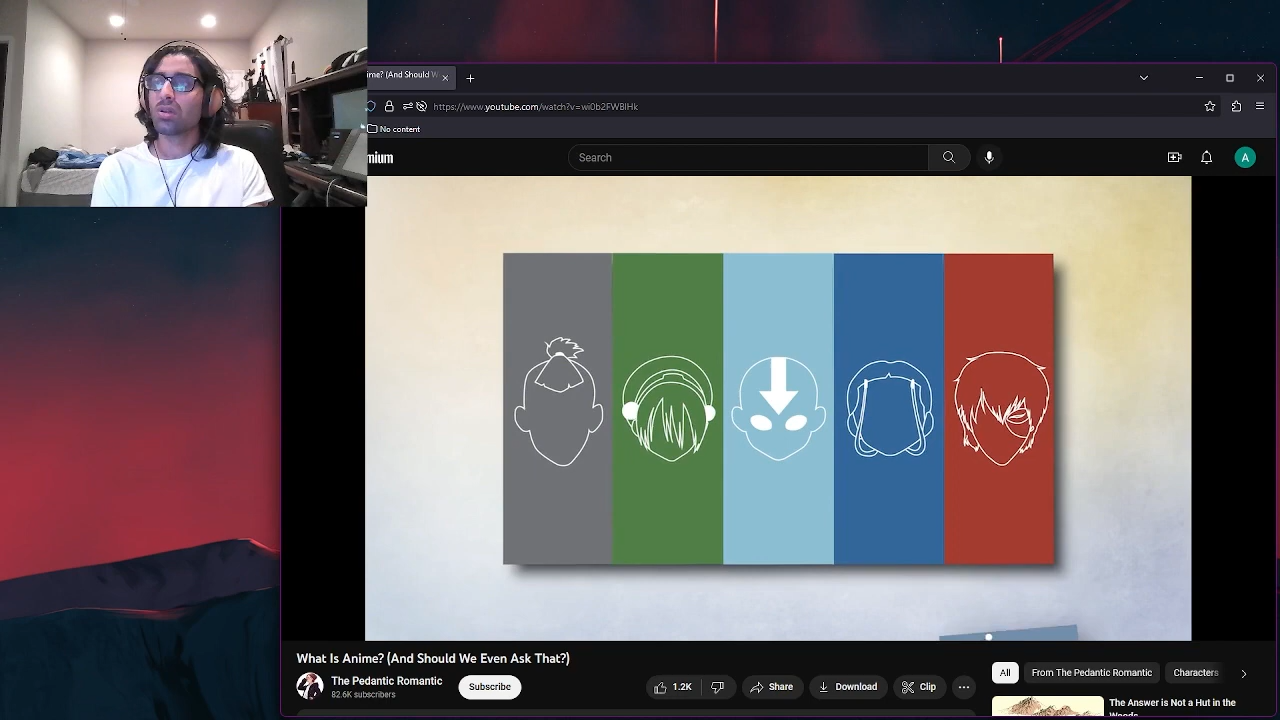 ime? (And Should W
https://www.youtube.com/watch?v=wi0b2FWBlHk
No content
mium
Search
A
What Is Anime? (And Should We Even Ask That?)
The Pedantic Romantic
82.6K subscribers
Subscribe
1.2K
Share
Download
Clip
All
From The Pedantic Romantic
Characters
The Answer is Not a Hut in the
Woods